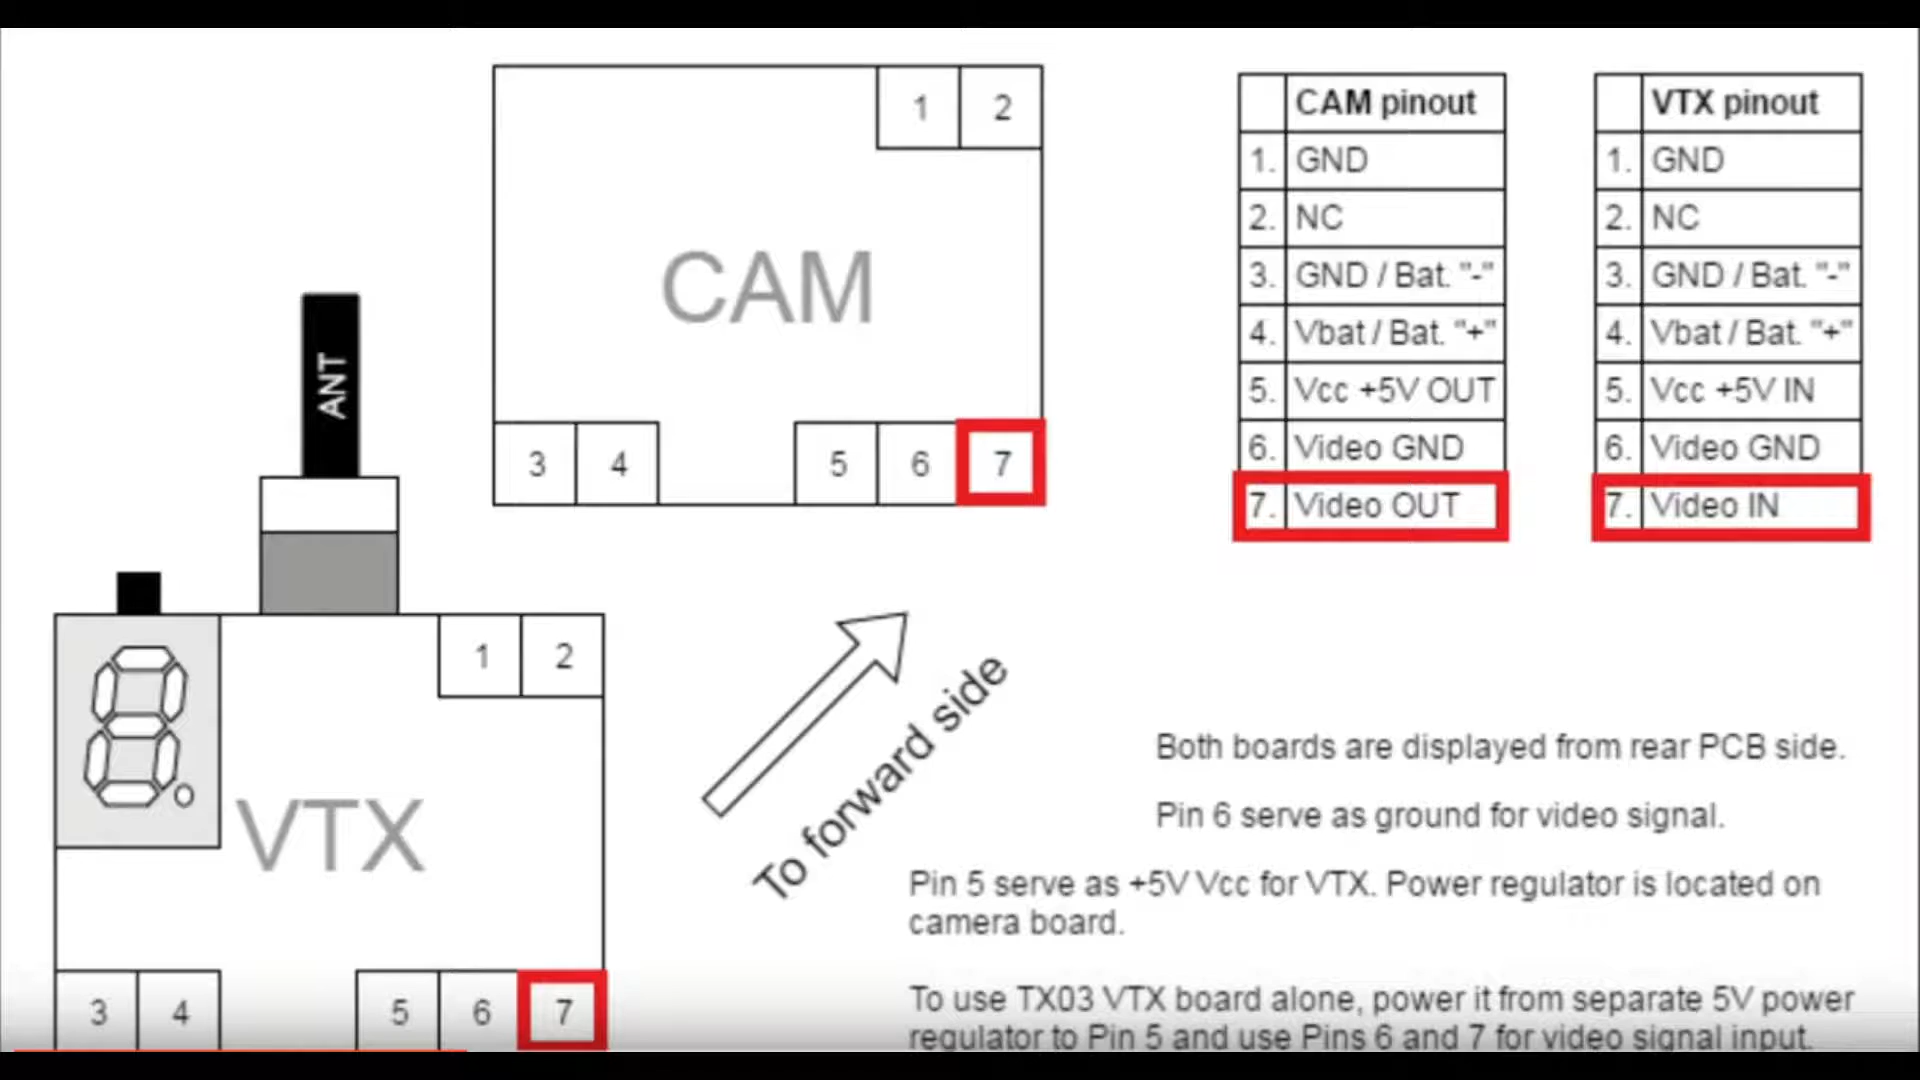 1 2
CAM
3 4 5 6 7
CAM pinout
1. GND
2. NC
3. GND / Bat. "-"
4. Vbat / Bat. "+"
5. Vcc +5V OUT
6. Video GND
7. Video OUT
VTX pinout
1. GND
2. NC
3. GND / Bat. "-"
4. Vbat / Bat. "+"
5. Vcc +5V IN
6. Video GND
7. Video IN
ANT
8.
1 2
VTX
3 4 5 6 7
To forward side
Both boards are displayed from rear PCB side.
Pin 6 serve as ground for video signal.
Pin 5 serve as +5V Vcc for VTX. Power regulator is located on
camera board.
To use TX03 VTX board alone, power it from separate 5V power
regulator to Pin 5 and use Pins 6 and 7 for video signal input.